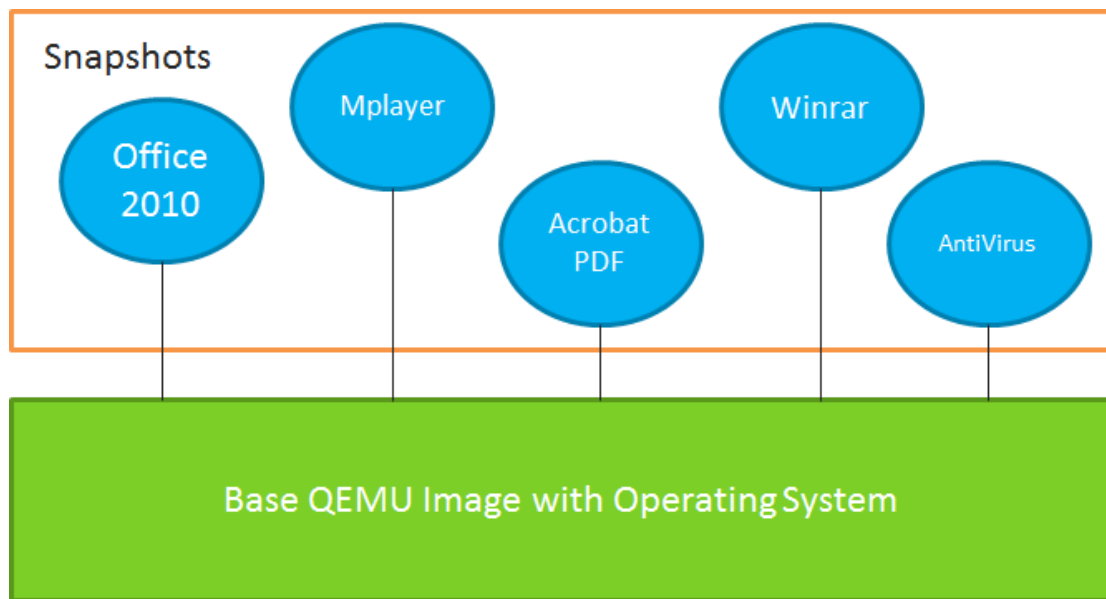 Snapshots
Office
2010
Mplayer
Acrobat
PDF
Winrar
AntiVirus
Base QEMU Image with Operating System